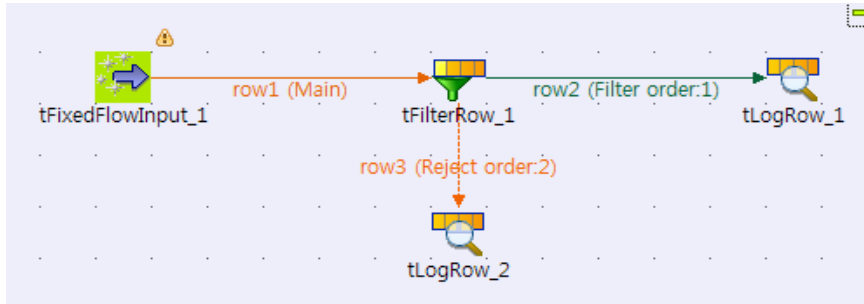 row1 (Main)
row2 (Filter order:1)
tFixedFlowInput_1
tFilterRow_1
tLogRow_1
row3 (Reject order:2)
tLogRow_2